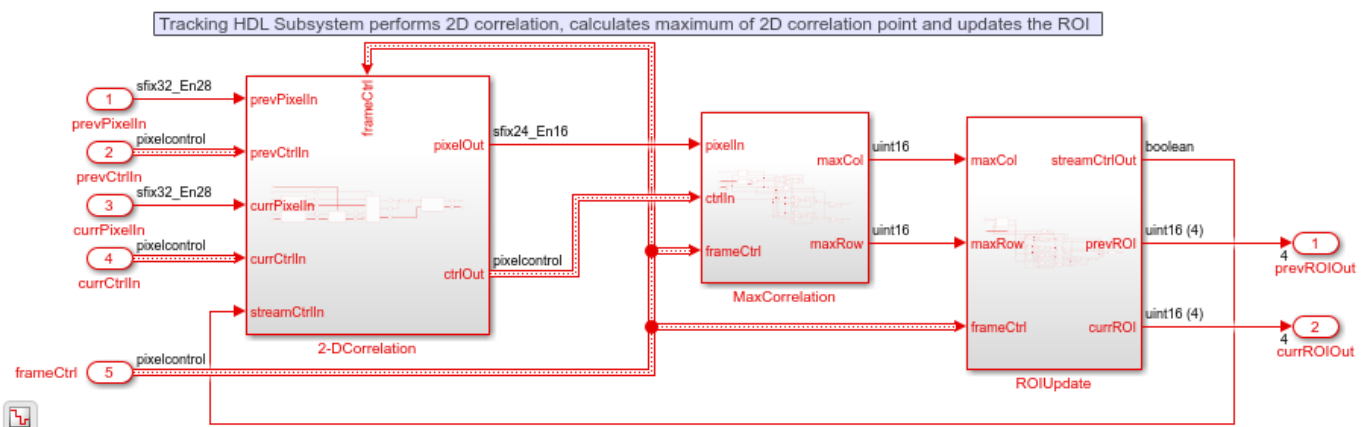 Tracking HDL Subsystem performs 2D correlation, calculates maximum of 2D correlation point and updates the ROI
1
prevPixelIn
sfix32_En28
2
prevCtrlIn
pixelcontrol
3
currPixelIn
sfix32_En28
4
currCtrlIn
pixelcontrol
frameCtrl
5
pixelcontrol
frameCtrl
prevPixelIn
prevCtrlIn
currPixelIn
currCtrlIn
streamCtrlIn
pixelOut
ctrlOut
2-DCorrelation
sfix24_En16
pixelcontrol
pixelIn
ctrlIn
frameCtrl
maxCol
maxRow
MaxCorrelation
uint16
uint16
maxCol
maxRow
frameCtrl
streamCtrlOut
prevROI
currROI
ROIUpdate
boolean
uint16 (4)
4
1
prevROIOut
uint16 (4)
4
2
currROIOut